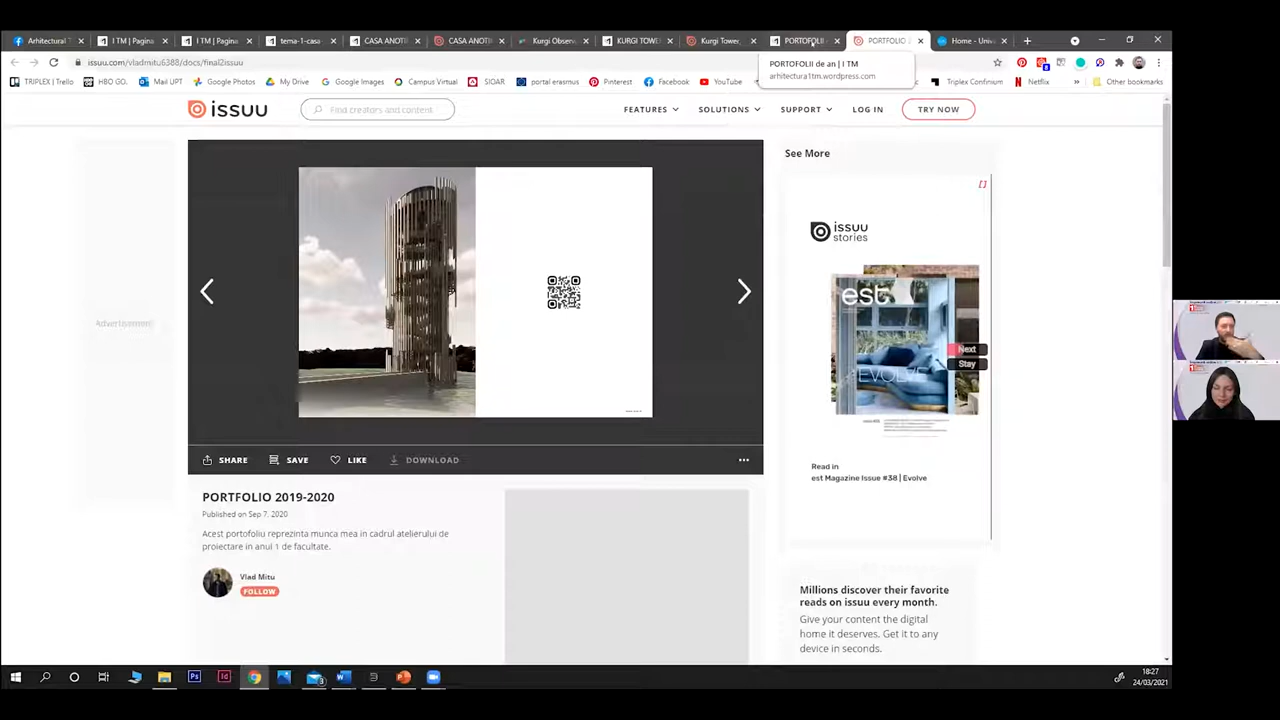 Arhitectural T
I TM | Pagina
I TM | Pagina
tema-1-casa
CASA ANOTI
CASA ANOTI
Kurgi Observ
KURGI TOWER
Kurgi Tower,
PORTOFOLII
PORTFOLIO 2
Home - Univ
issuu.com/vladmitu6388/docs/final2issuu
PORTOFOLII de an | I TM
arhitectura1tm.wordpress.com
TRIPLEX | Trello
HBO GO.
Mail UPT
Google Photos
My Drive
Google
Images
Campus Virtual
SIOAR
portal erasmus
Pinterest
Facebook
YouTube
Triplex Confinium
Netflix
Other bookmarks
issuu
Find creators and content
FEATURES
SOLUTIONS
SUPPORT
LOG IN
TRY NOW
Advertisement
See More
issuu
stories
est
EVOLVE
Next
Stay
Read in
est Magazine Issue #38 | Evolve
SHARE
SAVE
LIKE
DOWNLOAD
PORTFOLIO 2019-2020
Published on Sep 7, 2020
Acest portofoliu reprezinta munca mea in cadrul atelierului de
proiectare in anul 1 de facultate.
Vlad Mitu
FOLLOW
Millions discover their favorite
reads on issuu every month.
Give your content the digital
home it deserves. Get it to any
device in seconds.
18:27
24/03/2021